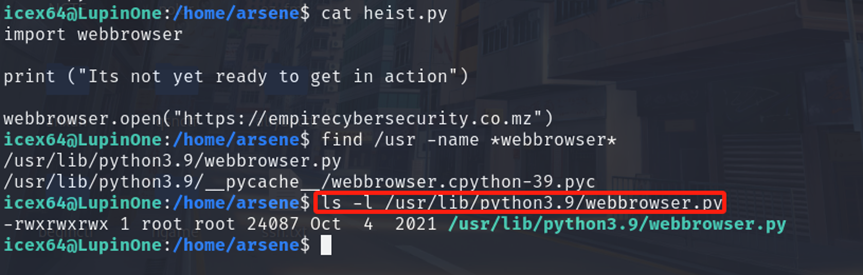 icex64@LupinOne:/home/arsene$ cat heist.py
import webbrowser

print ("Its not yet ready to get in action")

webbrowser.open("https://empirecybersecurity.co.mz")
icex64@LupinOne:/home/arsene$ find /usr -name *webbrowser*
/usr/lib/python3.9/webbrowser.py
/usr/lib/python3.9/__pycache__/webbrowser.cpython-39.pyc
icex64@LupinOne:/home/arsene$ ls -l /usr/lib/python3.9/webbrowser.py
-rwxrwxrwx 1 root root 24087 Oct  4  2021 /usr/lib/python3.9/webbrowser.py
icex64@LupinOne:/home/arsene$